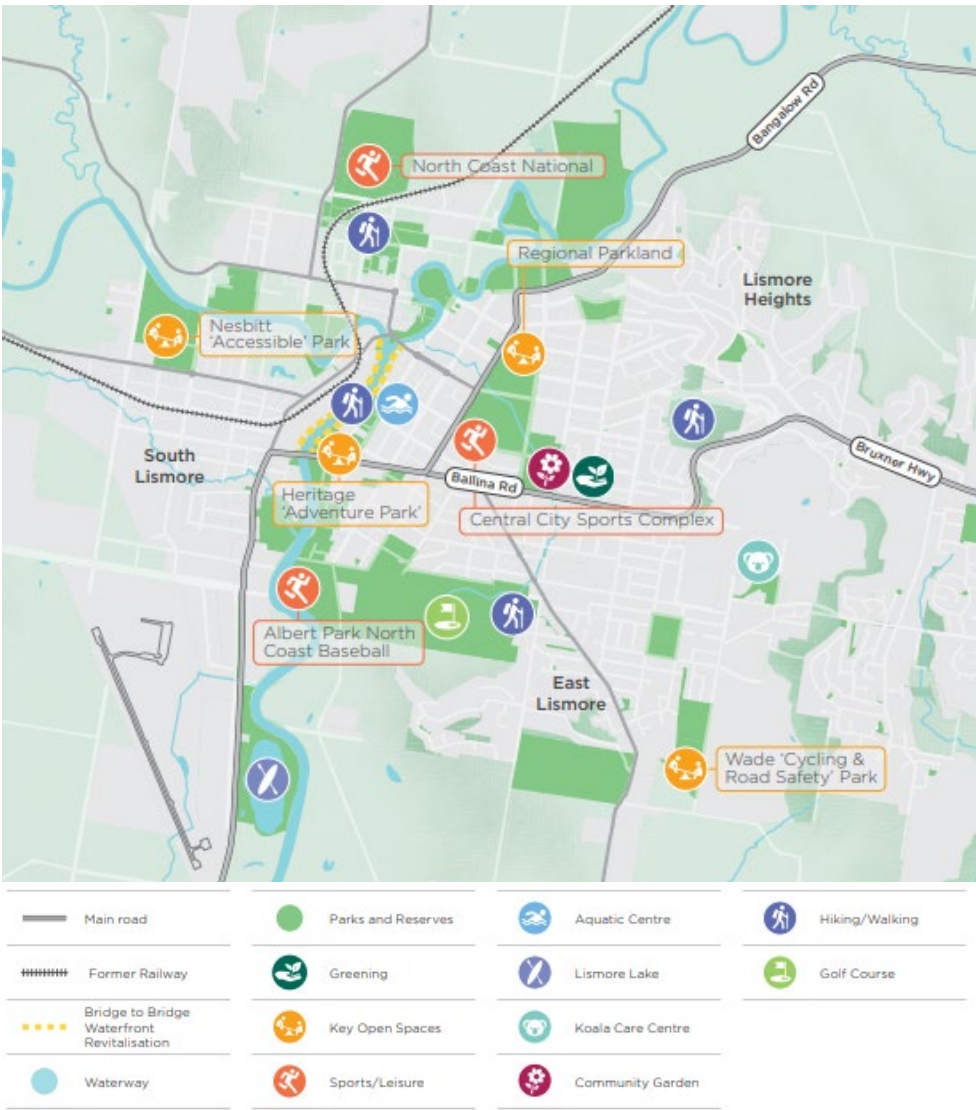 Bangalow Rd
North Coast National
Regional Parkland
Lismore
Heights
Nesbitt
'Accessible' Park
South
Lismore
Bruxner Hwy
Ballina Rd
Heritage
'Adventure Park'
Central City Sports Complex
Albert Park North
Coast Baseball
East
Lismore
Wade 'Cycling &
Road Safety' Park
Main road
Parks and Reserves
Aquatic Centre
Hiking/Walking
Former Railway
Greening
Lismore Lake
Golf Course
Bridge to Bridge
Waterfront
Revitalisation
Key Open Spaces
Koala Care Centre
Waterway
Sports/Leisure
Community Garden